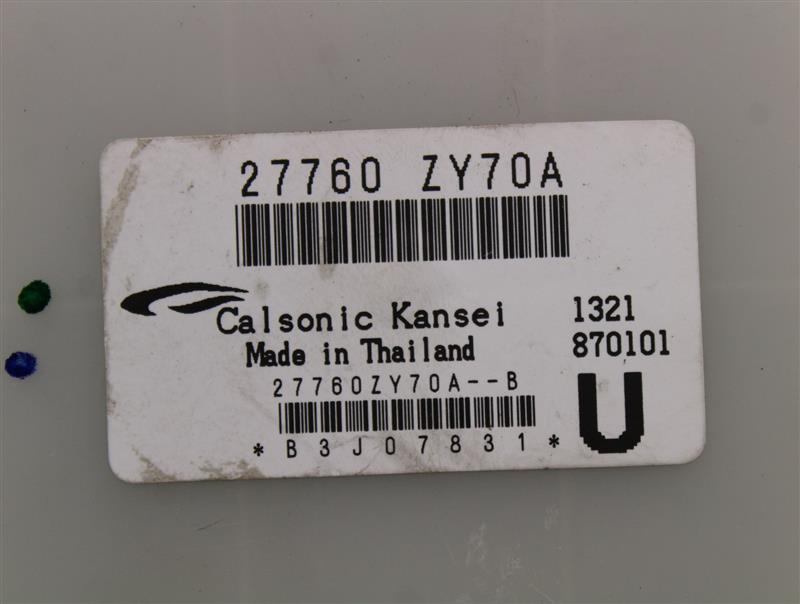 27760 ZY70A
Calsonic Kansei 1321
Made in Thailand 870101
27760ZY70A--B
*B3J07831*
U